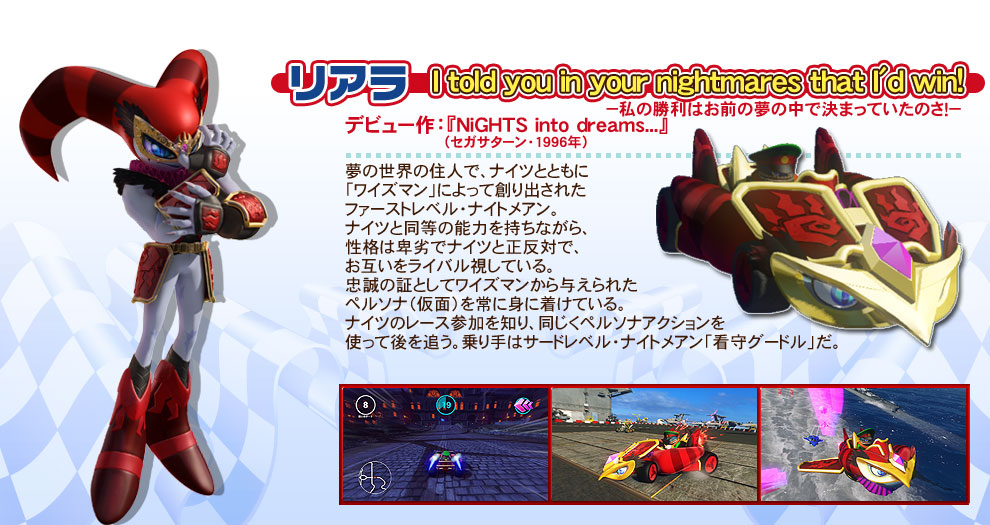 リアラ
I told you in your nightmares that I'd win!
－私の勝利はお前の夢の中で決まっていたのさ!－
デビュー作：『NiGHTS into dreams...』
（セガサターン・1996年）
夢の世界の住人で、ナイツとともに
「ワイズマン」によって創り出された
ファーストレベル・ナイトメアン。
ナイツと同等の能力を持ちながら、
性格は卑劣でナイツと正反対で、
お互いをライバル視している。
忠誠の証としてワイズマンから与えられた
ペルソナ（仮面）を常に身に着けている。
ナイツのレース参加を知り、同じくペルソナアクションを
使って後を追う。乗り手はサードレベル・ナイトメアン「看守グードル」だ。
8
19